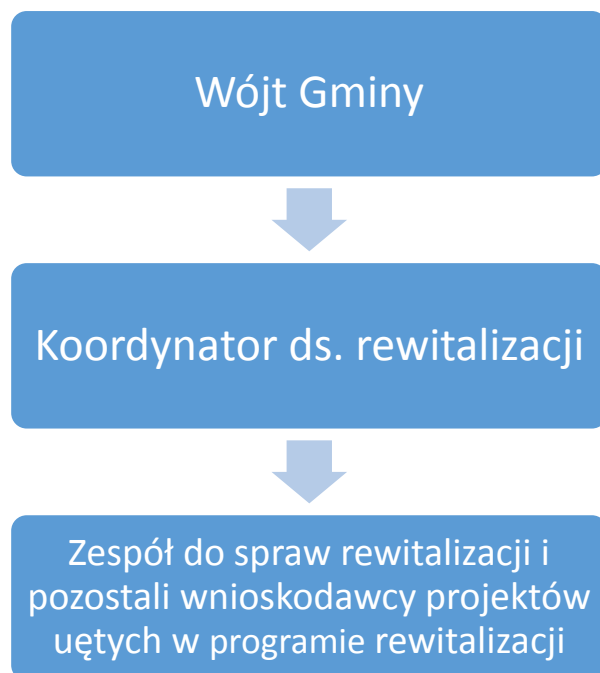 Wójt Gminy
Koordynator ds. rewitalizacji
Zespół do spraw rewitalizacji i
pozostali wnioskodawcy projektów
uętych w programie rewitalizacji